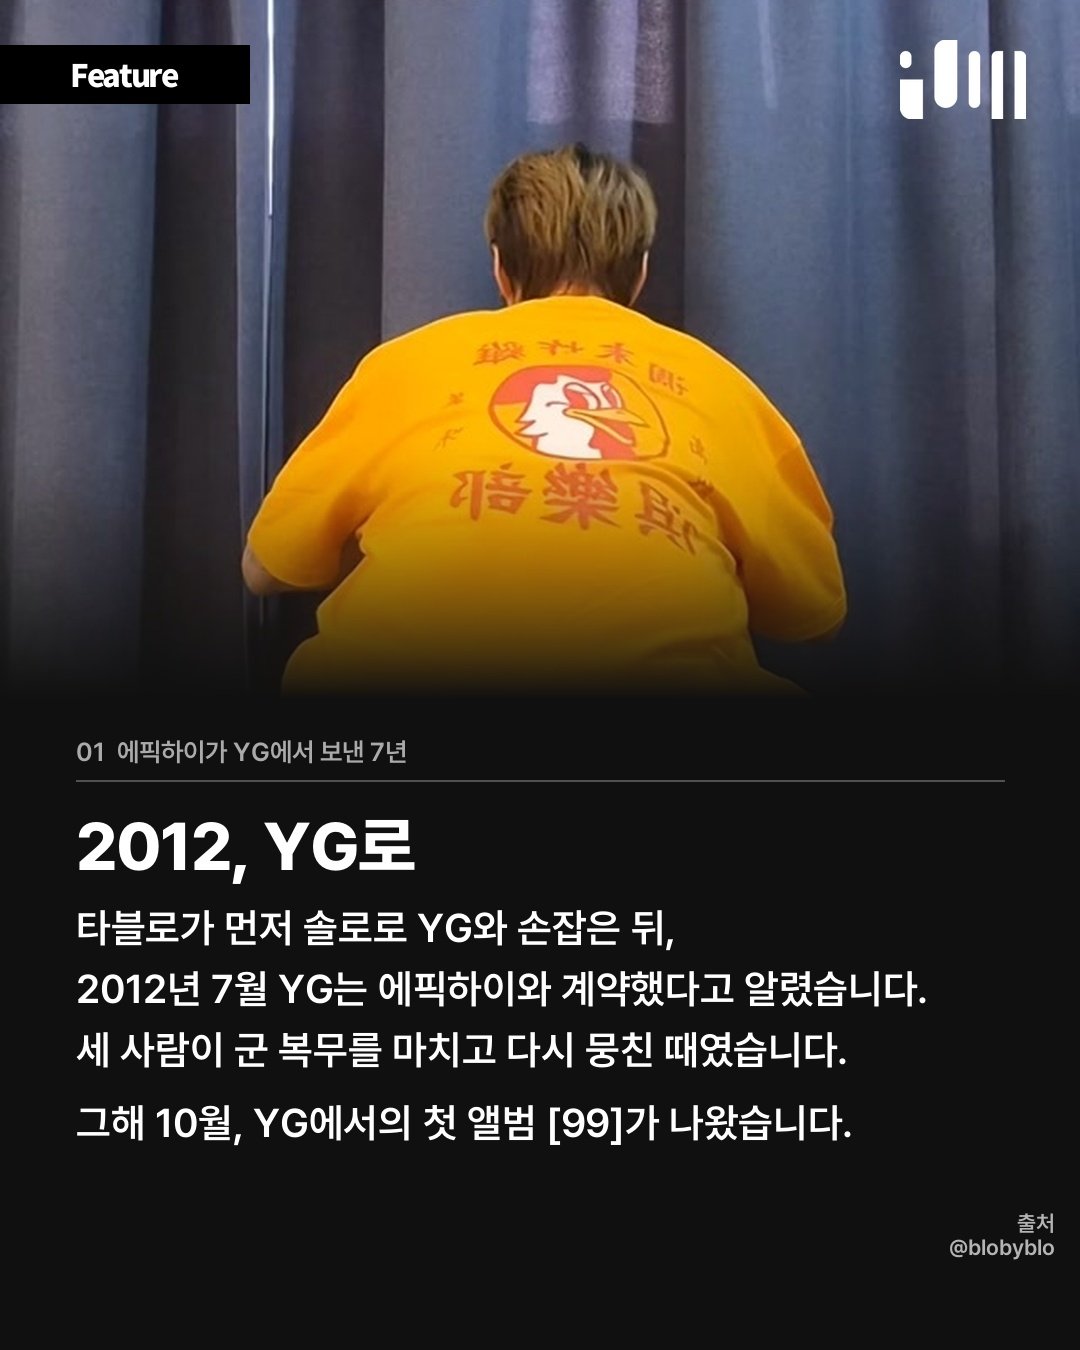 Feature
俱樂部
01 에픽하이가 YG에서 보낸 7년
2012, YG로
타블로가 먼저 솔로로 YG와 손잡은 뒤,
2012년 7월 YG는 에픽하이와 계약했다고 알렸습니다.
세 사람이 군 복무를 마치고 다시 뭉친 때였습니다.
그해 10월, YG에서의 첫 앨범 [99]가 나왔습니다.
출처
@blobyblo